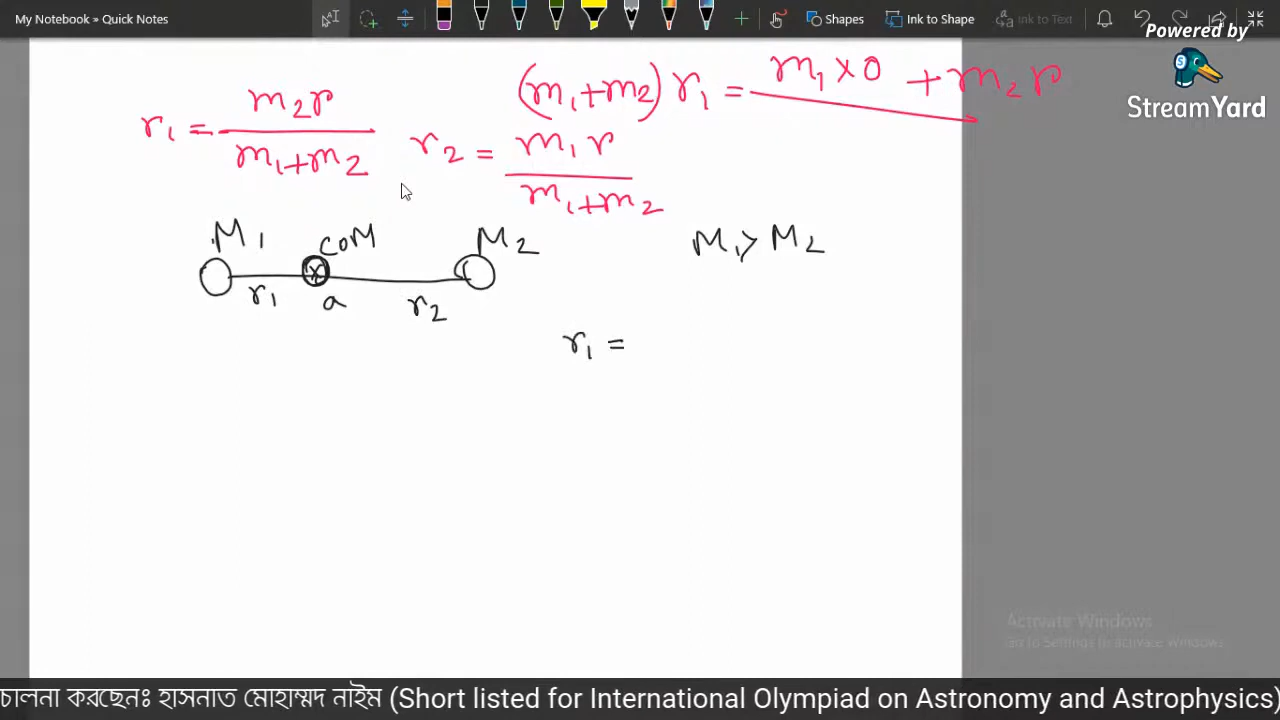 My Notebook » Quick Notes
Shapes
Ink to Shape
Ink to Text
Powered by
StreamYard
(m₁+m₂) r₁ = m₁×0 + m₂r
r₁ = m₂r / m₁+m₂
r₂ = m₁r / m₁+m₂
M₁ COM M₂
M₁ > M₂
r₁ a r₂
r₁ =
Activate Windows
Go to Settings to activate Windows.
চালনা করছেনঃ হাসনাত মোহাম্মদ নাইম (Short listed for International Olympiad on Astronomy and Astrophysics)